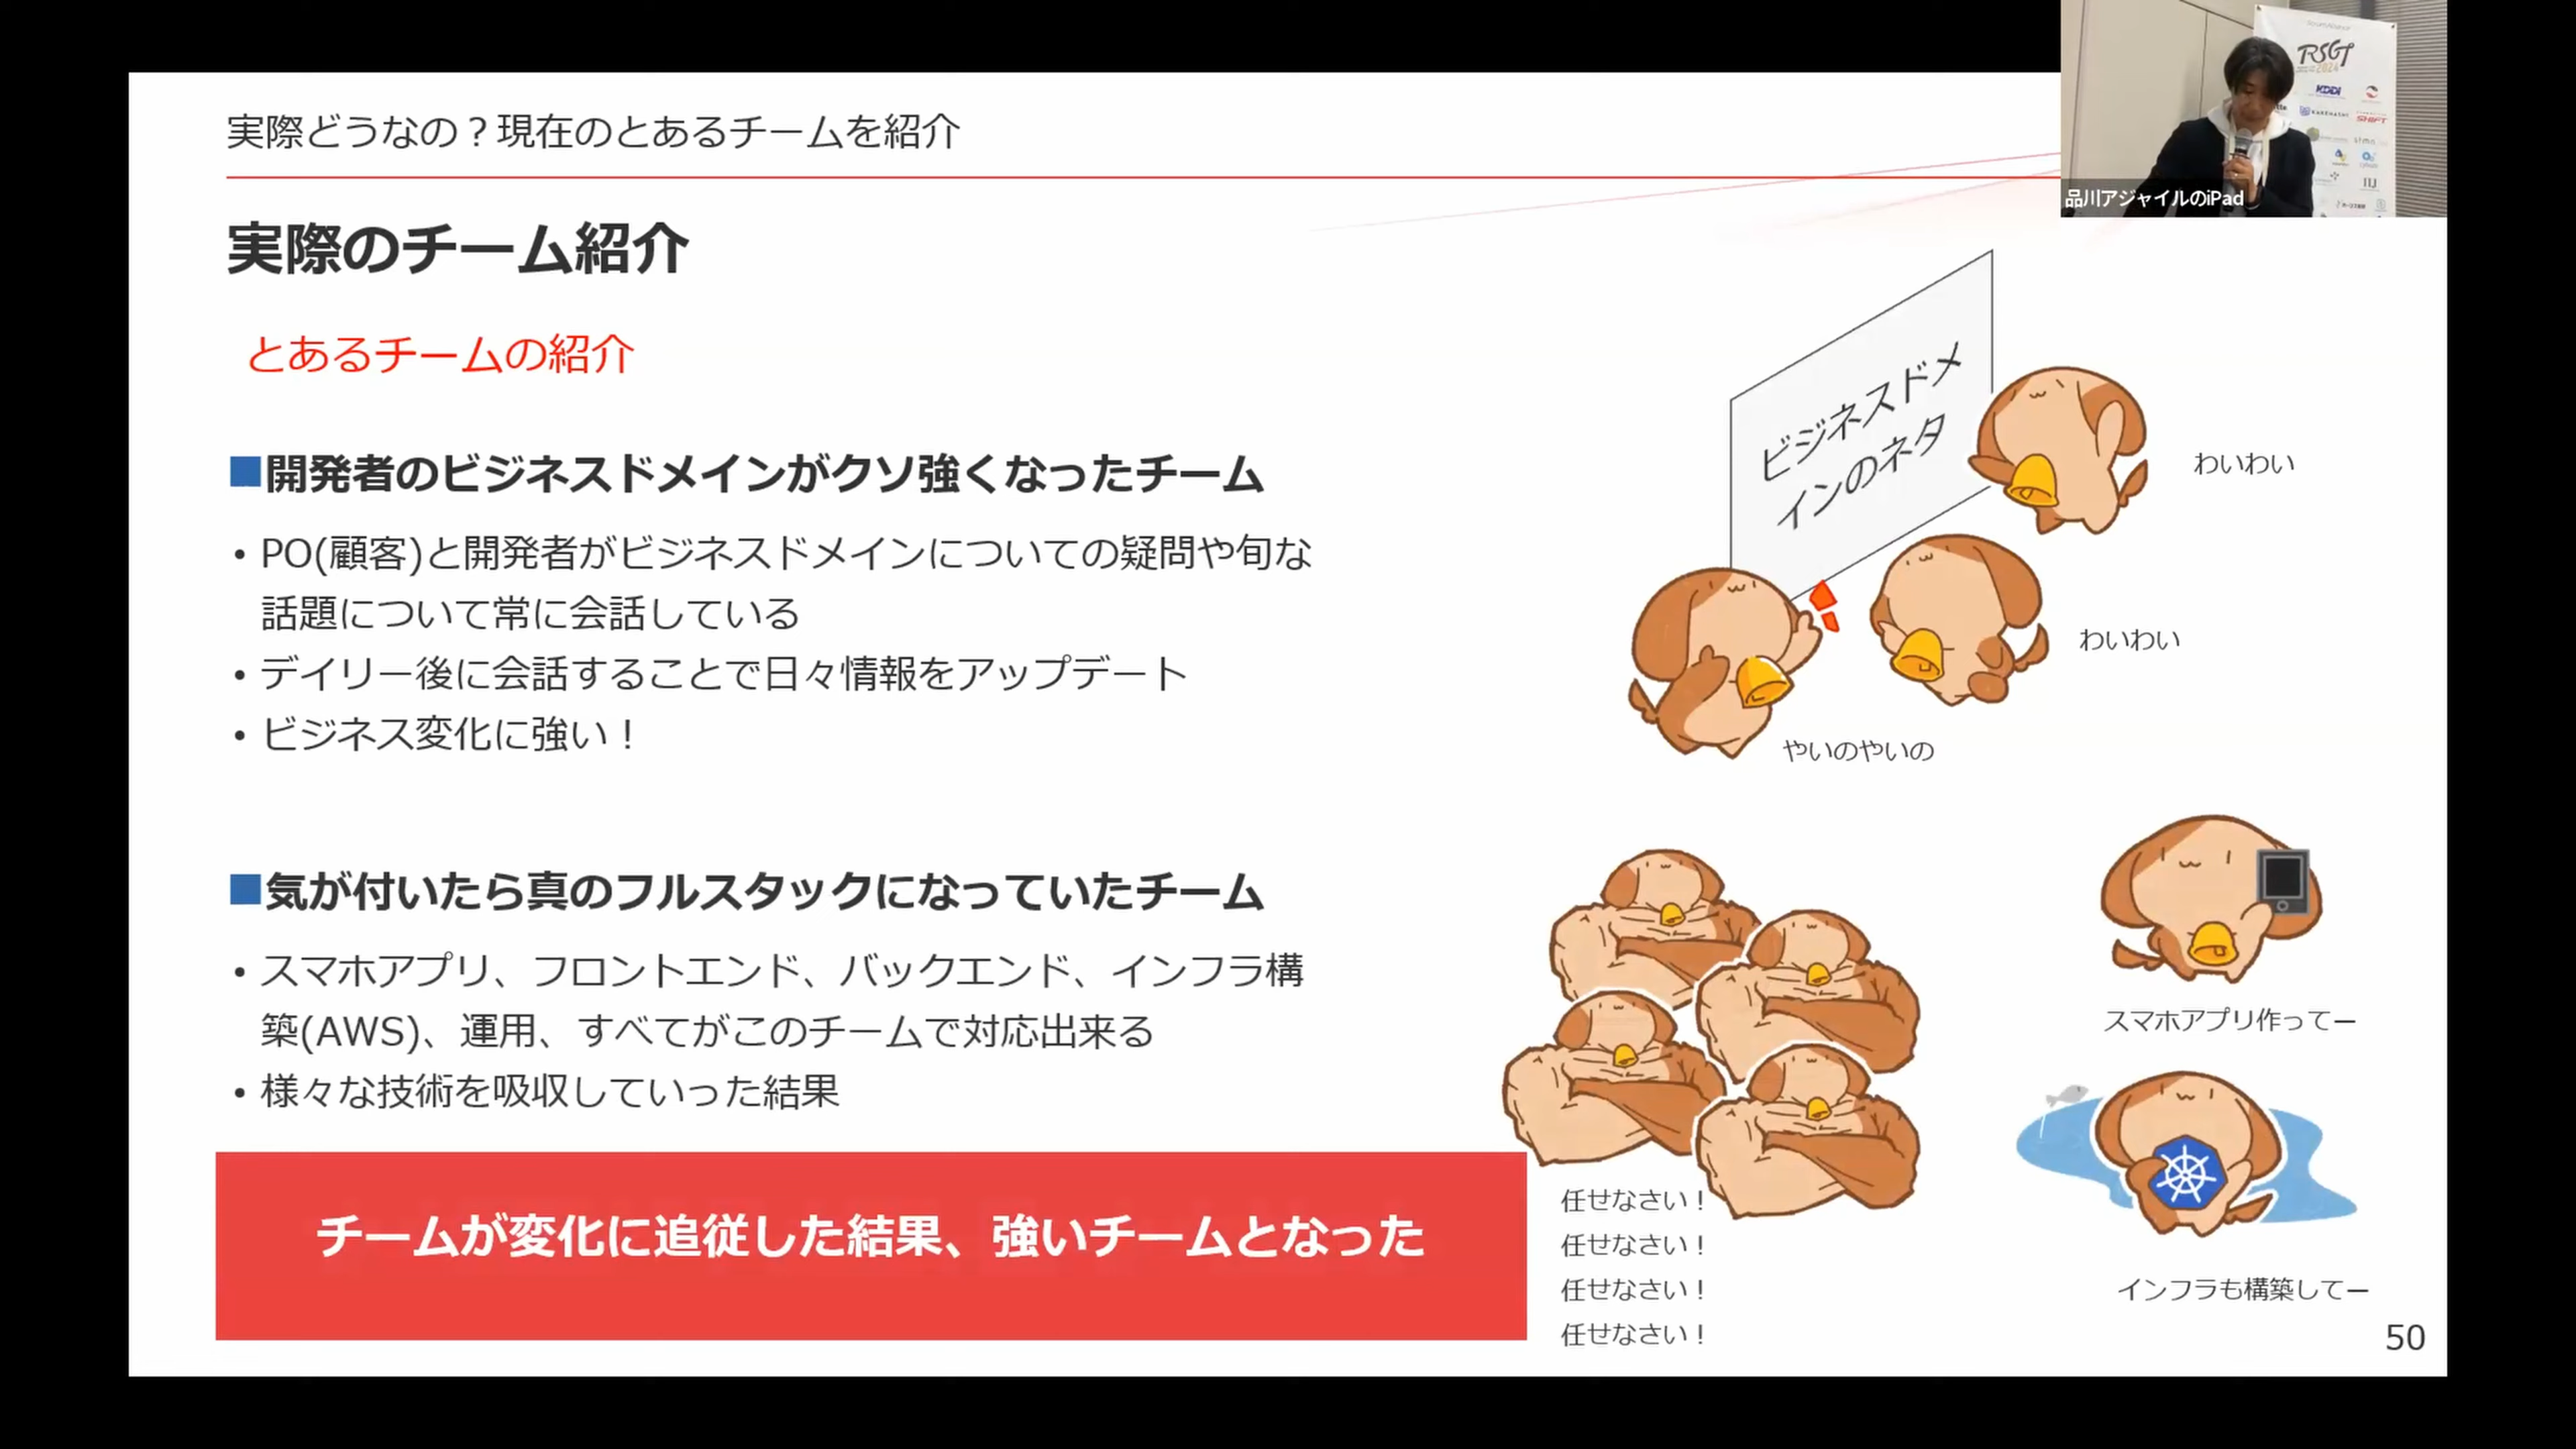 実際どうなの？現在のとあるチームを紹介
実際のチーム紹介
とあるチームの紹介
■開発者のビジネスドメインがクソ強くなったチーム
• PO(顧客)と開発者がビジネスドメインについての疑問や旬な
話題について常に会話している
• デイリー後に会話することで日々情報をアップデート
• ビジネス変化に強い！
■気が付いたら真のフルスタックになっていたチーム
• スマホアプリ、フロントエンド、バックエンド、インフラ構
築(AWS)、運用、すべてがこのチームで対応出来る
• 様々な技術を吸収していった結果
チームが変化に追従した結果、強いチームとなった
ビジネスドメ
インのネタ
わいわい
わいわい
やいのやいの
スマホアプリ作ってー
インフラも構築してー
任せなさい！
任せなさい！
任せなさい！
任せなさい！
50
RSGT
2024
KDDI
KAKEHASHI
SHIFT
品川アジャイルのiPad